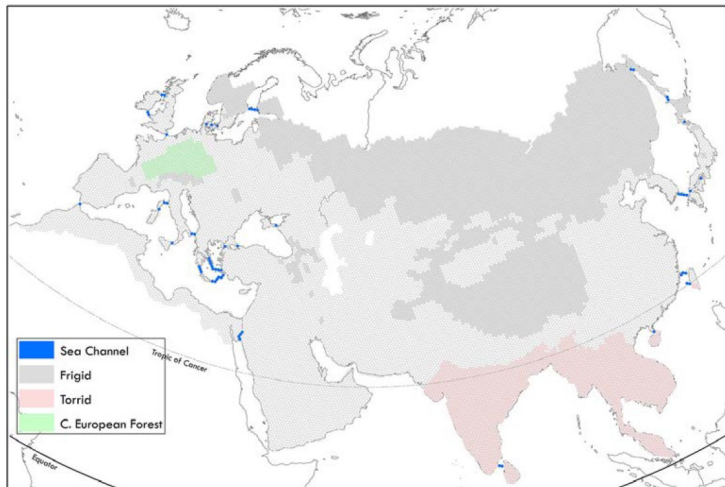 Sea Channel
Frigid
Torrid
C. European Forest
Tropic of Cancer
Equator